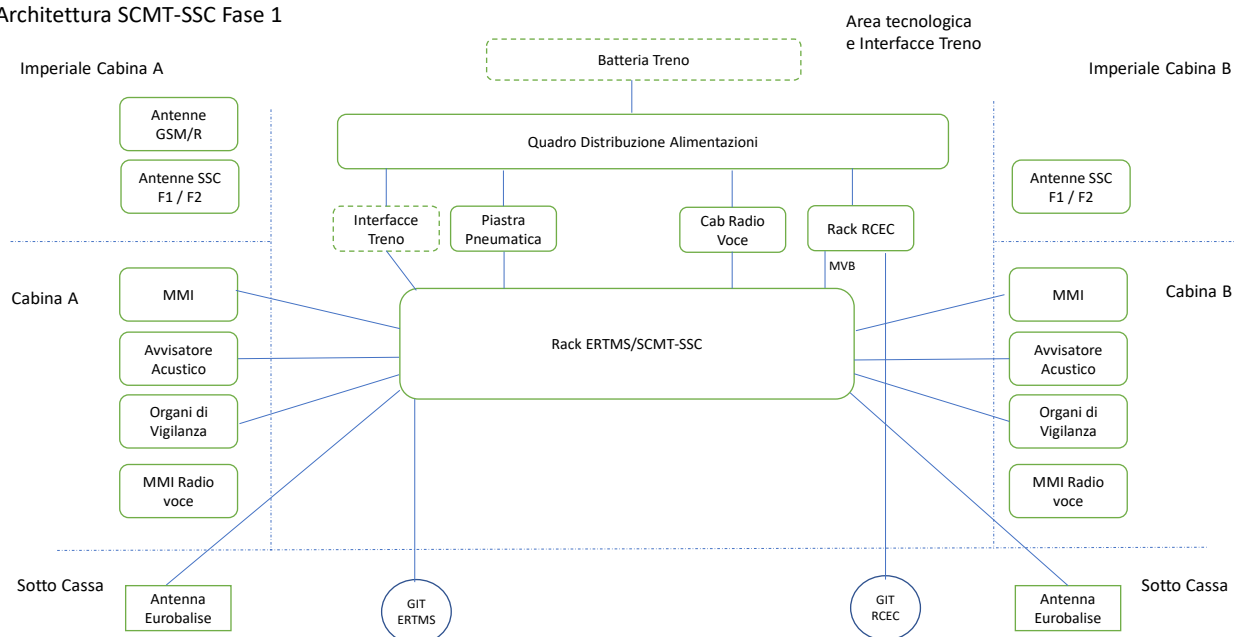 Architettura SCMT-SSC Fase 1
Area tecnologica
e Interfacce Treno
Imperiale Cabina A
Batteria Treno
Imperiale Cabina B
Antenne
GSM/R
Quadro Distribuzione Alimentazioni
Antenne SSC
F1 / F2
Antenne SSC
F1 / F2
Interfacce
Treno
Piastra
Pneumatica
Cab Radio
Voce
Rack RCEC
MVB
Cabina A
MMI
MMI
Cabina B
Rack ERTMS/SCMT-SSC
Avvisatore
Acustico
Avvisatore
Acustico
Organi di
Vigilanza
Organi di
Vigilanza
MMI Radio
voce
MMI Radio
voce
Sotto Cassa
Antenna
Eurobalise
GIT
ERTMS
GIT
RCEC
Antenna
Eurobalise
Sotto Cassa